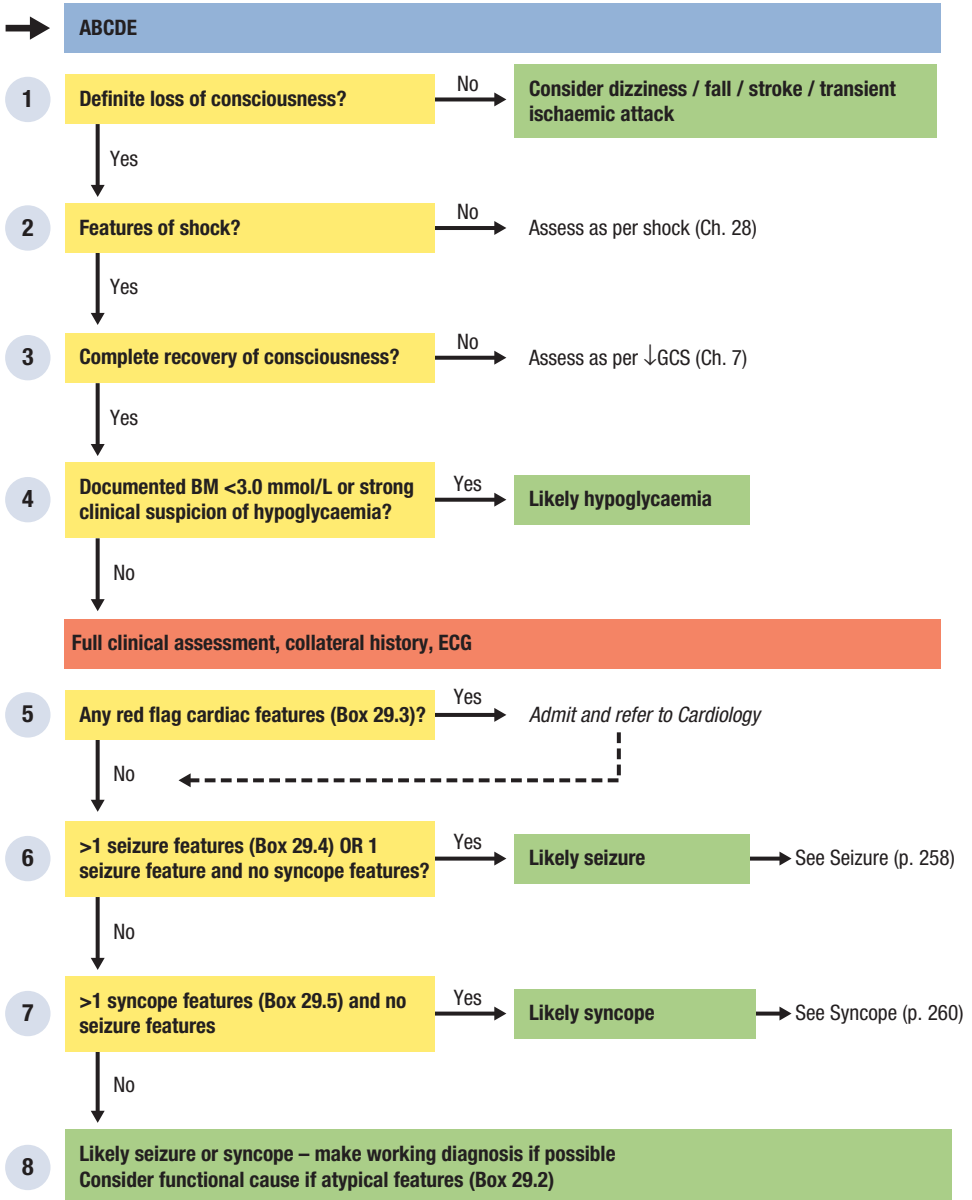 ABCDE
1
Definite loss of consciousness?
No
Consider dizziness / fall / stroke / transient
ischaemic attack
Yes
2
Features of shock?
No
Assess as per shock (Ch. 28)
Yes
3
Complete recovery of consciousness?
No
Assess as per ↓GCS (Ch. 7)
Yes
4
Documented BM <3.0 mmol/L or strong
clinical suspicion of hypoglycaemia?
Yes
Likely hypoglycaemia
No
Full clinical assessment, collateral history, ECG
5
Any red flag cardiac features (Box 29.3)?
Yes
Admit and refer to Cardiology
No
6
>1 seizure features (Box 29.4) OR 1
seizure feature and no syncope features?
Yes
Likely seizure
See Seizure (p. 258)
No
7
>1 syncope features (Box 29.5) and no
seizure features
Yes
Likely syncope
See Syncope (p. 260)
No
8
Likely seizure or syncope – make working diagnosis if possible
Consider functional cause if atypical features (Box 29.2)